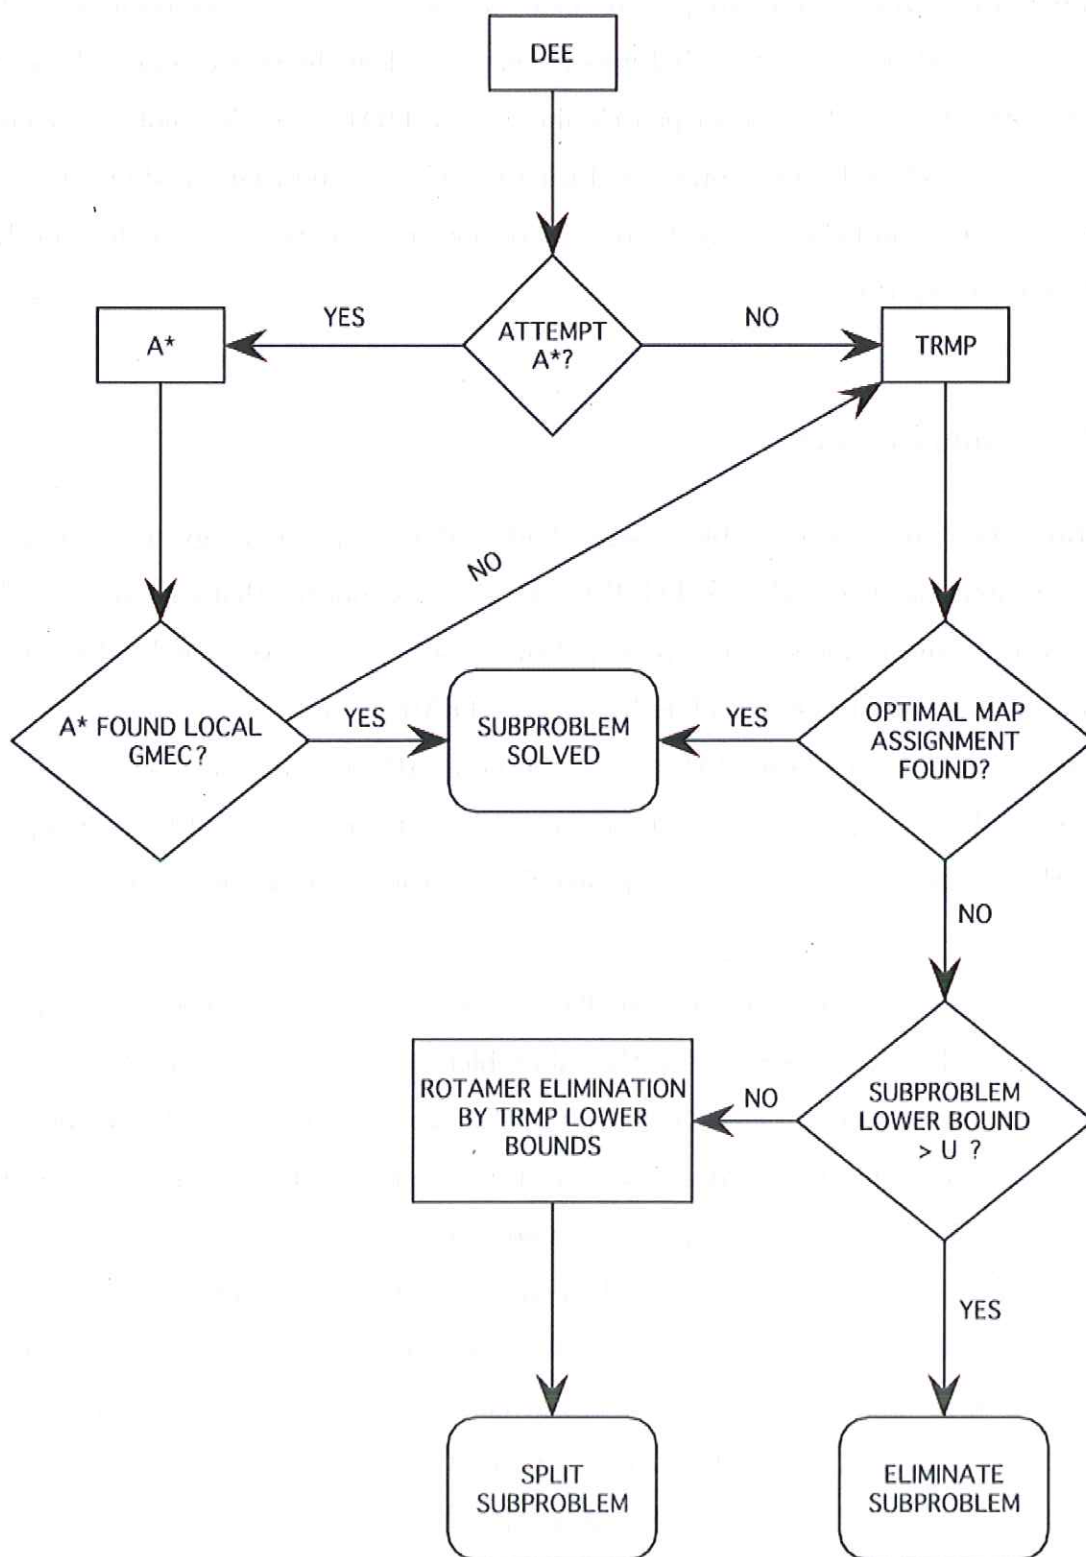 DEE
YES
ATTEMPT
A*?
NO
A*
TRMP
NO
A* FOUND LOCAL
GMEC?
YES
SUBPROBLEM
SOLVED
YES
OPTIMAL MAP
ASSIGNMENT
FOUND?
NO
ROTAMER ELIMINATION
BY TRMP LOWER
BOUNDS
NO
SUBPROBLEM
LOWER BOUND
> U ?
YES
SPLIT
SUBPROBLEM
ELIMINATE
SUBPROBLEM